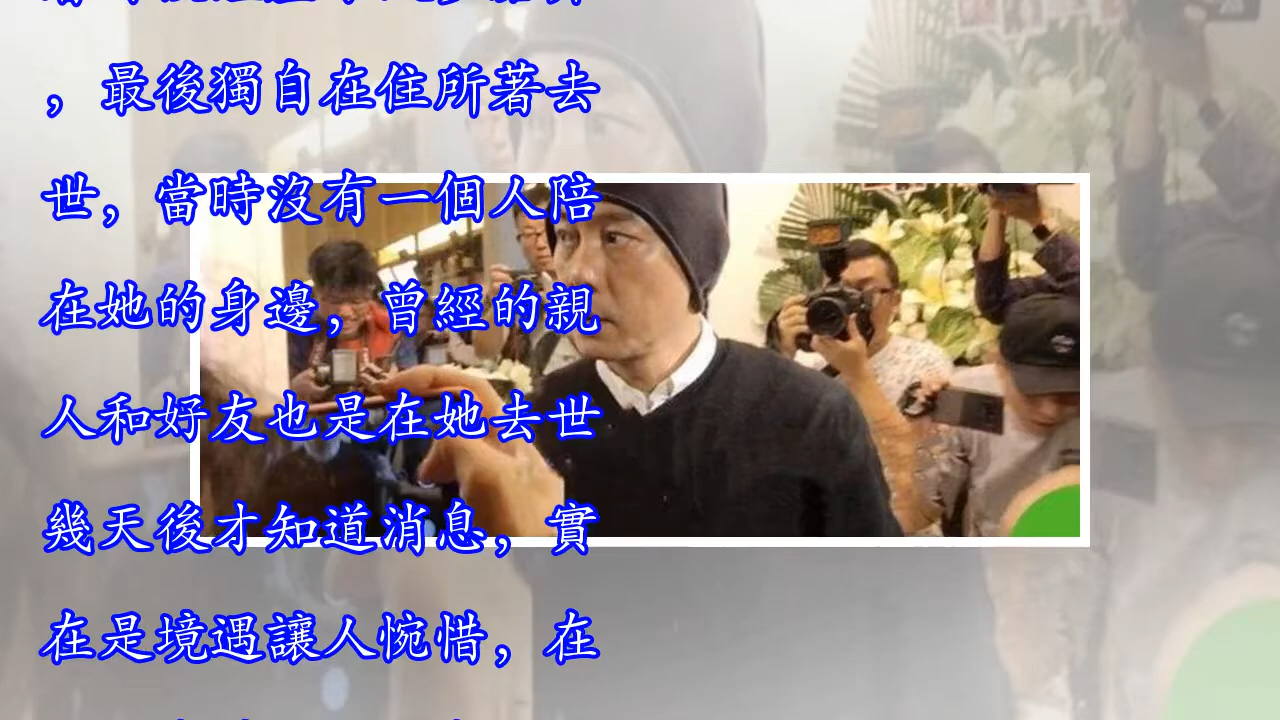 ，最後獨自在住所著去
世，當時沒有一個人陪
在她的身邊，曾經的親
人和好友也是在她去世
幾天後才知道消息，實
在是境遇讓人惋惜，在